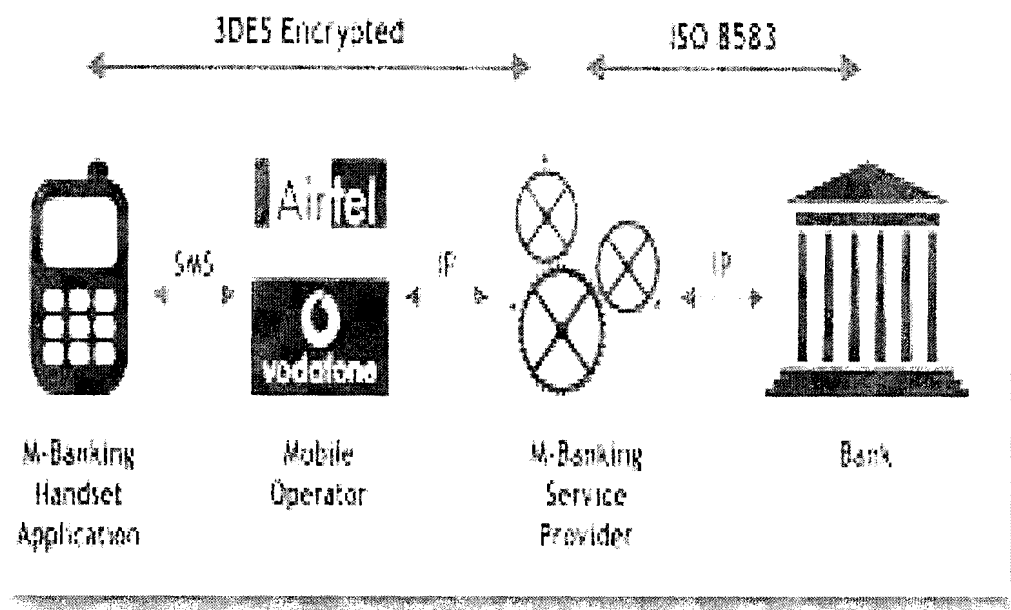 3DES Encrypted
ISO 8583
Airtel
SMS
IP
IP
vodafone
M-Banking
Handset
Application
Mobile
Operator
M-Banking
Service
Provider
Bank